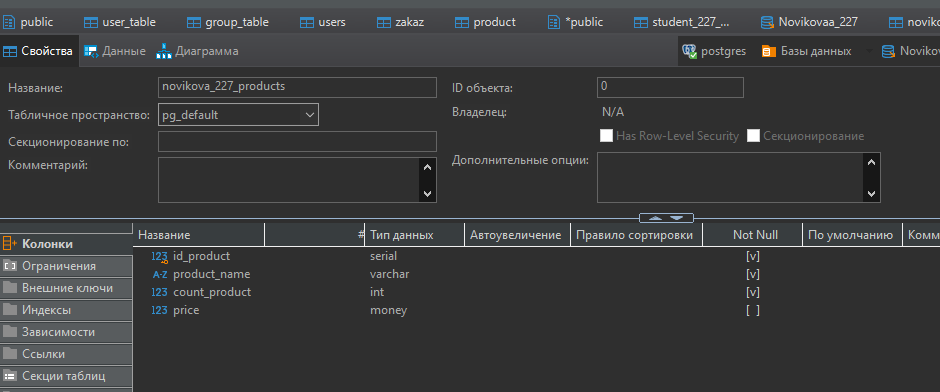 public user_table group_table users zakaz product *public student_227_... Novikovaa_227 noviko
Свойства Данные Диаграмма postgres Базы данных Noviko
Название: novikova_227_products ID объекта: 0
Табличное пространство: pg_default Владелец: N/A
Has Row-Level Security Секционирование
Секционирование по:
Комментарий: Дополнительные опции:
Колонки Название # Тип данных Автоувеличение Правило сортировки Not Null По умолчанию Комм
123 id_product serial [v]
Ограничения A-Z product_name varchar [v]
Внешние ключи 123 count_product int [v]
Индексы 123 price money [ ]
Зависимости
Ссылки
Секции таблиц